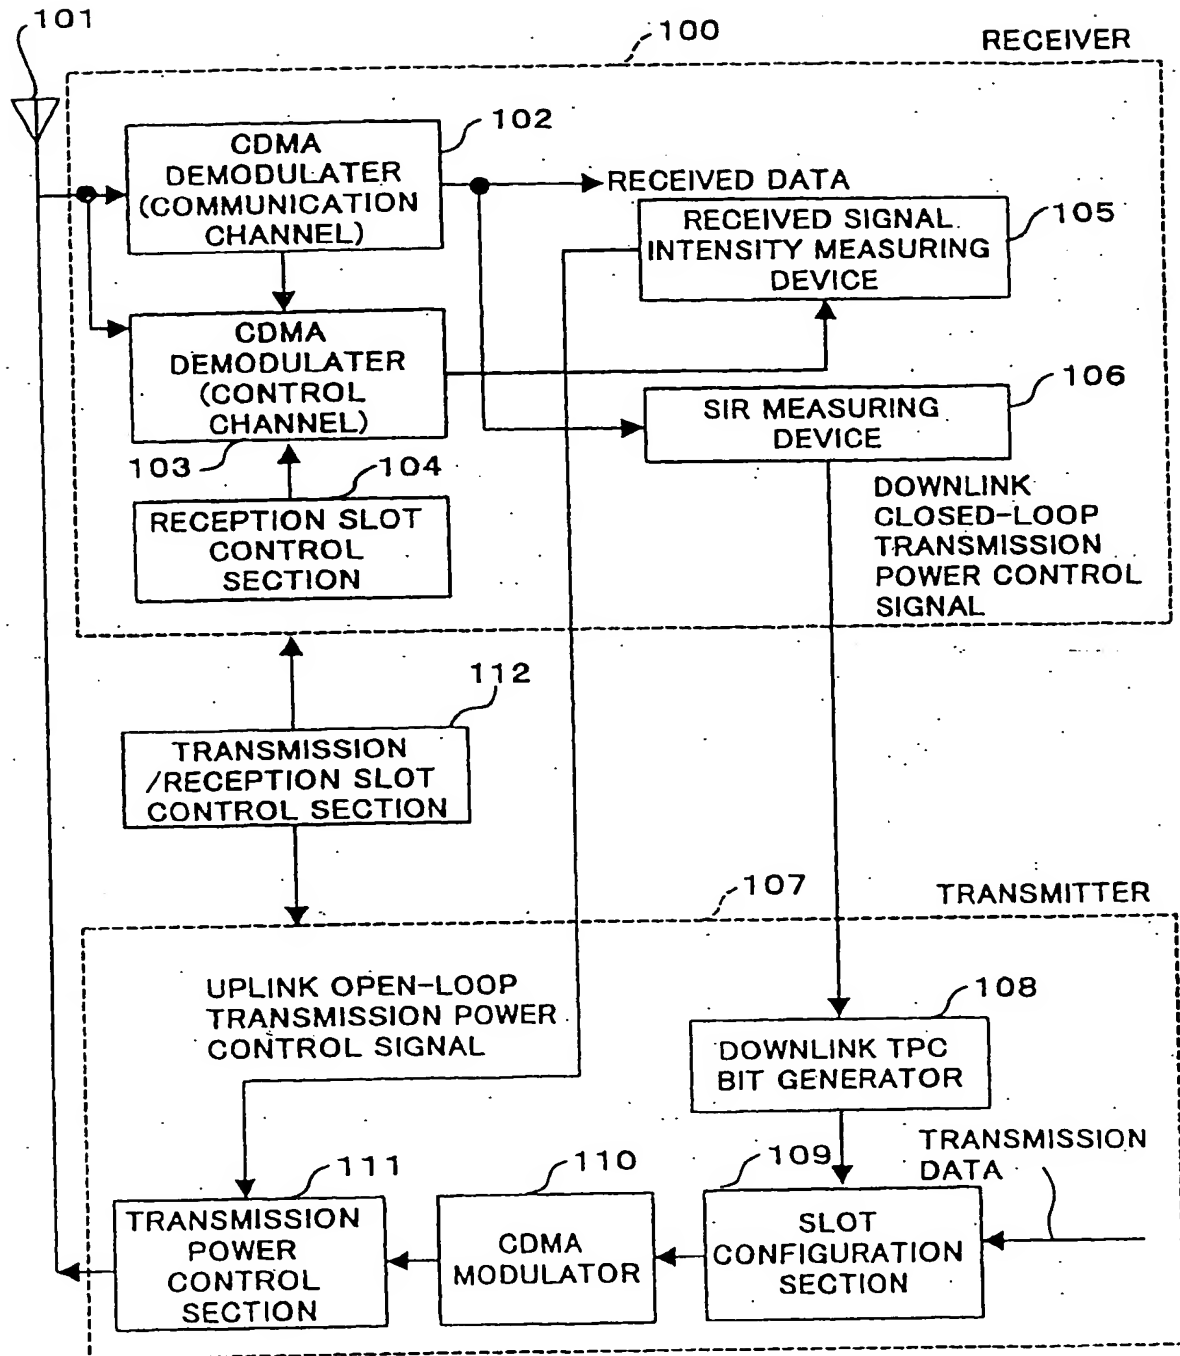 101
100
RECEIVER
102
CDMA
DEMODULATER
(COMMUNICATION
CHANNEL)
RECEIVED DATA
105
RECEIVED SIGNAL
INTENSITY MEASURING
DEVICE
CDMA
DEMODULATER
(CONTROL
CHANNEL)
103
106
SIR MEASURING
DEVICE
104
RECEPTION SLOT
CONTROL
SECTION
DOWNLINK
CLOSED-LOOP
TRANSMISSION
POWER CONTROL
SIGNAL
112
TRANSMISSION
/RECEPTION SLOT
CONTROL SECTION
107
TRANSMITTER
UPLINK OPEN-LOOP
TRANSMISSION POWER
CONTROL SIGNAL
108
DOWNLINK TPC
BIT GENERATOR
TRANSMISSION
DATA
111
TRANSMISSION
POWER
CONTROL
SECTION
110
CDMA
MODULATOR
109
SLOT
CONFIGURATION
SECTION